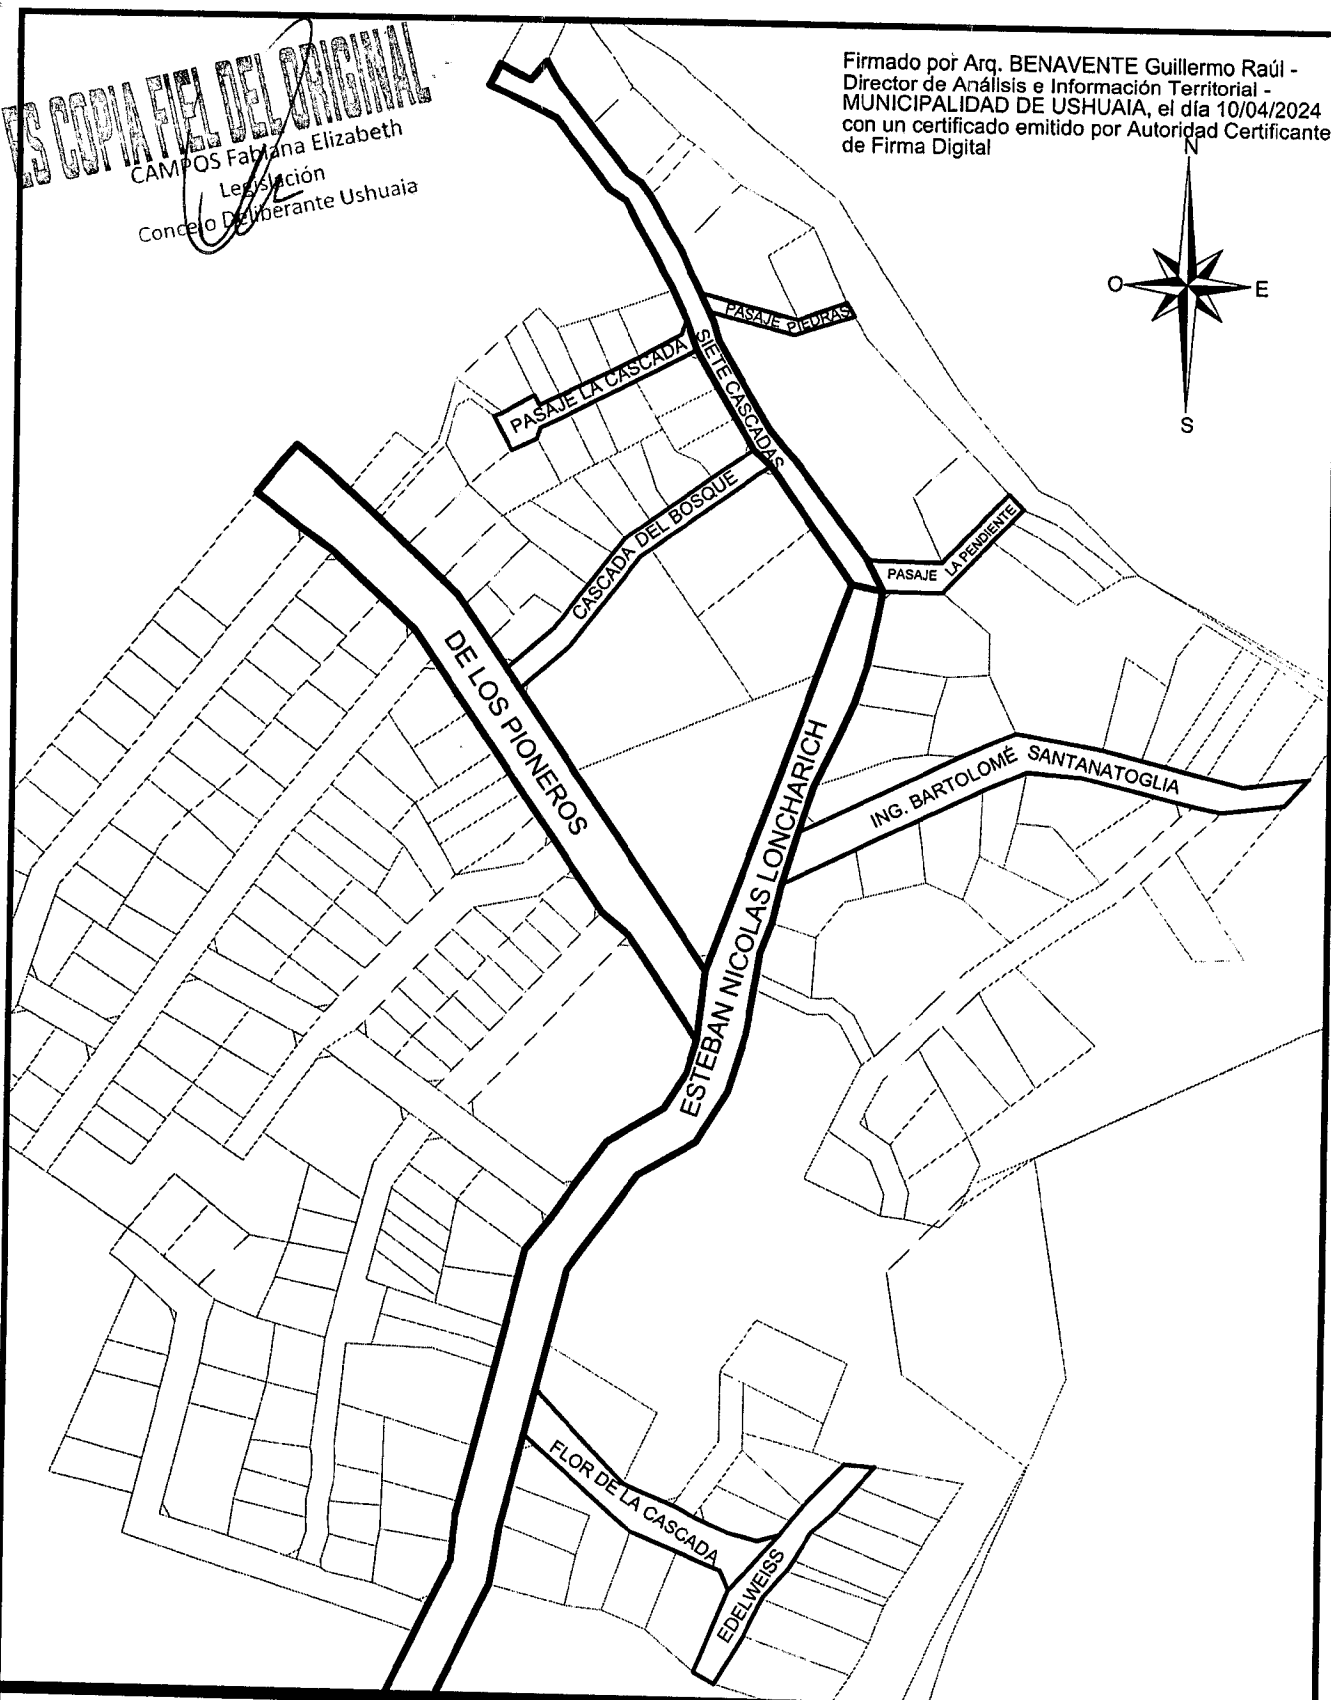 ES COPIA FIEL DEL ORIGINAL
CAMPOS Fabiana Elizabeth
Legislación
Concejo Deliberante Ushuaia
Firmado por Arq. BENAVENTE Guillermo Raúl -
Director de Análisis e Información Territorial -
MUNICIPALIDAD DE USHUAIA, el día 10/04/2024
con un certificado emitido por Autoridad Certificante
de Firma Digital
N
O
E
S
PASAJE PIEDRAS
SIETE CASCADAS
PASAJE LA CASCADA
CASCADA DEL BOSQUE
PASAJE LA PENDIENTE
DE LOS PIONEROS
ESTEBAN NICOLAS LONCHARICH
ING. BARTOLOMÉ SANTANATOGLIA
FLOR DE LA CASCADA
EDELWEISS